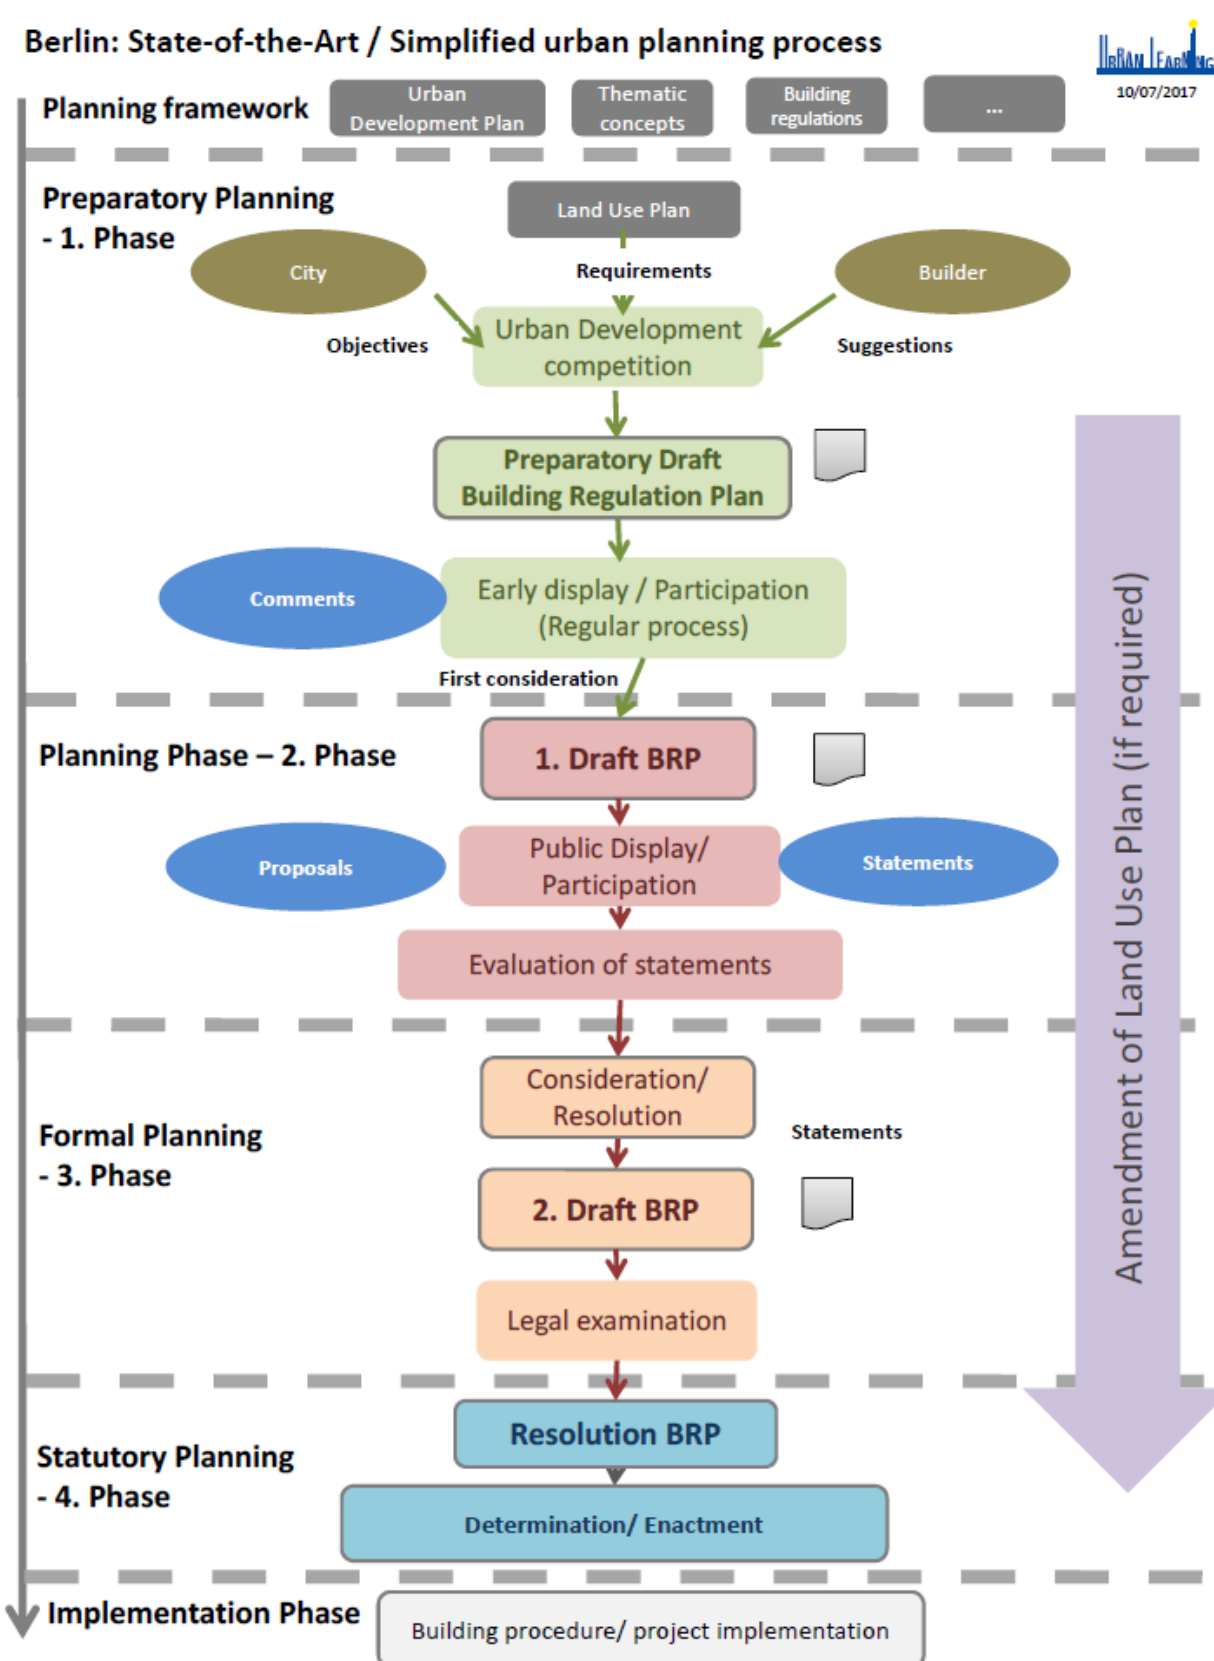 Berlin: State-of-the-Art / Simplified urban planning process
URBAN LEARNING
10/07/2017
Planning framework
Urban
Development Plan
Thematic
concepts
Building
regulations
...
Preparatory Planning
- 1. Phase
Land Use Plan
City
Requirements
Builder
Objectives
Urban Development
competition
Suggestions
Preparatory Draft
Building Regulation Plan
Comments
Early display / Participation
(Regular process)
First consideration
Planning Phase – 2. Phase
1. Draft BRP
Proposals
Public Display/
Participation
Statements
Evaluation of statements
Formal Planning
- 3. Phase
Consideration/
Resolution
Statements
2. Draft BRP
Legal examination
Statutory Planning
- 4. Phase
Resolution BRP
Determination/ Enactment
Implementation Phase
Building procedure/ project implementation
Amendment of Land Use Plan (if required)